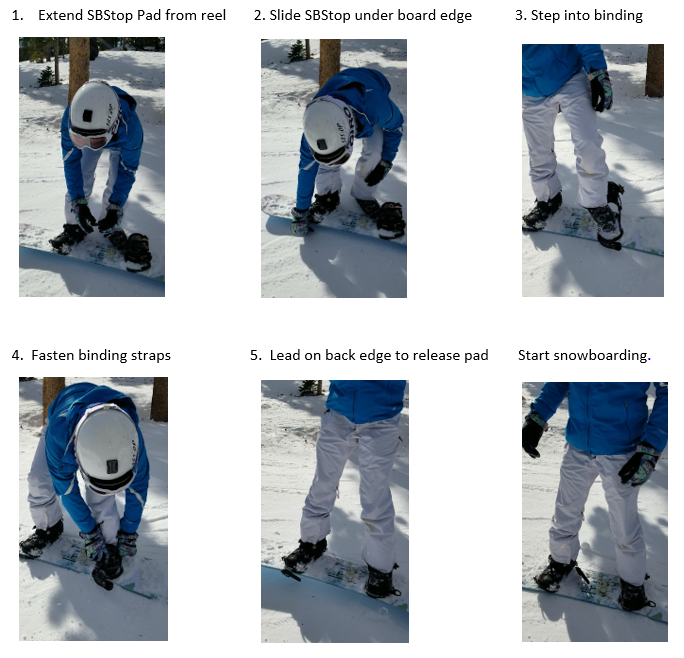 1. Extend SBStop Pad from reel
2. Slide SBStop under board edge
3. Step into binding
4. Fasten binding straps
5. Lead on back edge to release pad
Start snowboarding.